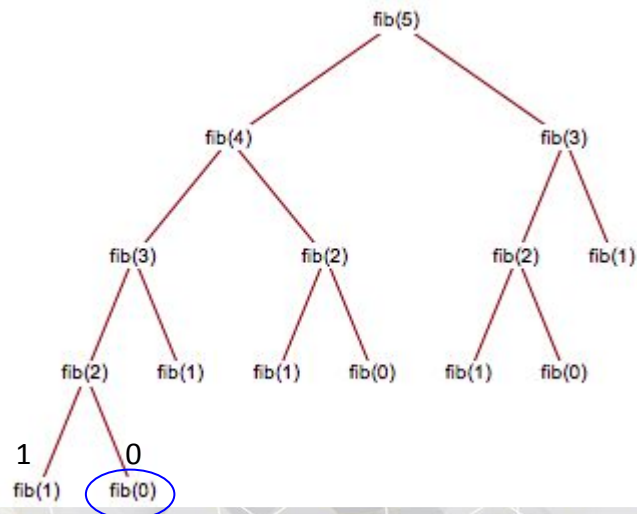 fib(5)
fib(4) fib(3)
fib(3) fib(2) fib(2) fib(1)
fib(2) fib(1) fib(1) fib(0) fib(1) fib(0)
1 0
fib(1) fib(0)